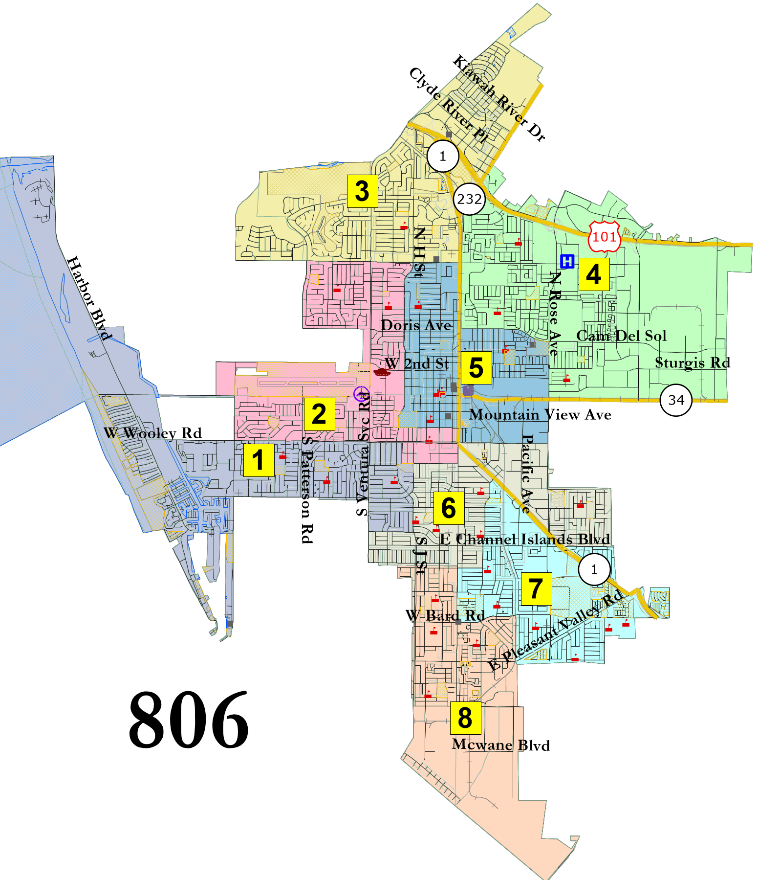 Kiawah River Dr
Clyde River Pl
1
3
232
N H St
101
H
4
N Rose Ave
Harbor Blvd
Doris Ave
Cam Del Sol
W 2nd St
5
Sturgis Rd
34
2
S Ventura Rd
Mountain View Ave
W Wooley Rd
1
S Patterson Rd
Pacific Ave
6
E Channel Islands Blvd
S J St
1
7
W Bard Rd
E Pleasant Valley Rd
806
8
Mcwane Blvd